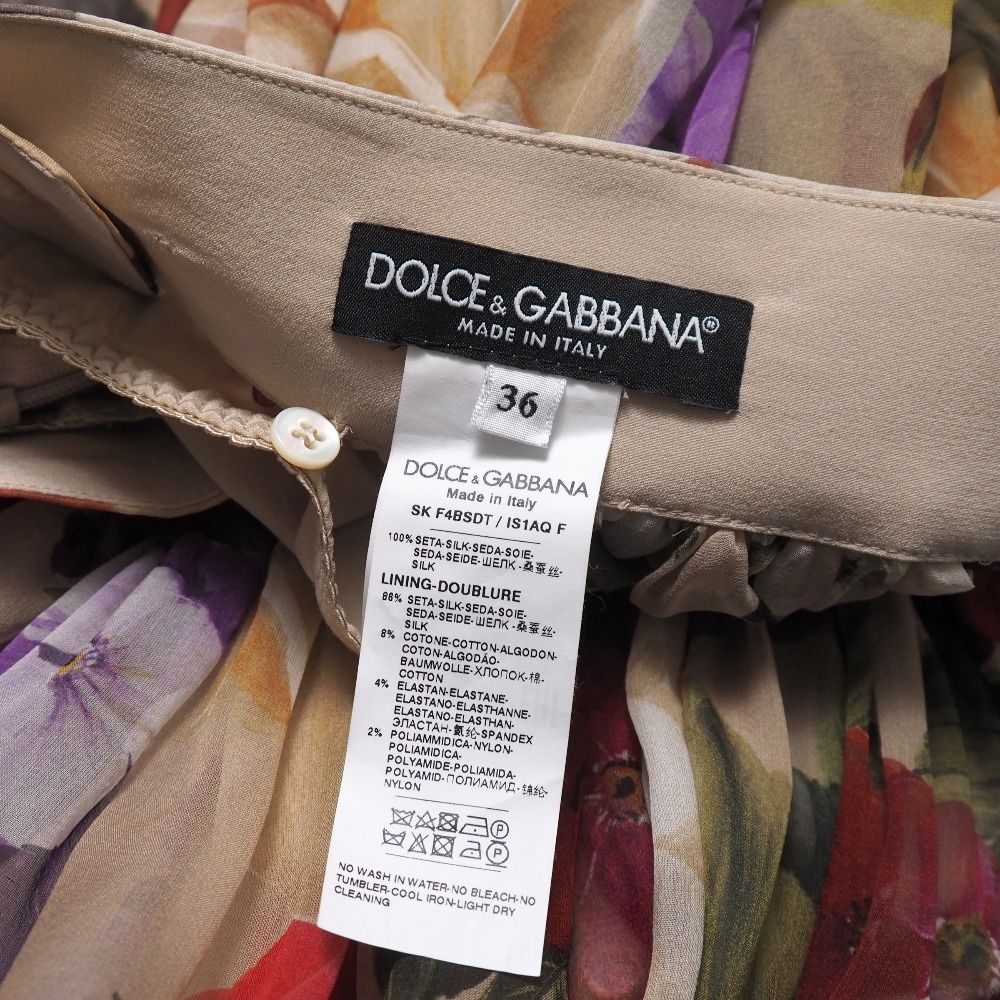 DOLCE & GABBANA®
MADE IN ITALY
36
DOLCE & GABBANA
Made in Italy
SK F4BSDT / IS1AQ F
100% SETA-SILK-SEDA-SOIE-
SEDA-SEIDE-ШЕЛК -桑蚕丝-
SILK
LINING-DOUBLURE
86% SETA-SILK-SEDA-SOIE-
SEDA-SEIDE-ШЕЛК -桑蚕丝-
SILK
8% COTONE-COTTON-ALGODON-
COTON-ALGODÃO-
BAUMWOLLE-ХЛОПОК-棉-
COTTON
4% ELASTAN-ELASTANE-
ELASTANO-ELASTHANNE-
ELASTANO-ELASTHAN-
ЭЛАСТАН-氨纶-SPANDEX
2% POLIAMMIDICA-NYLON-
POLIAMIDICA-
POLYAMIDE-POLIAMIDA-
POLYAMID-ПОЛИАМИД-锦纶-
NYLON
P
P
NO WASH IN WATER-NO BLEACH-NO
TUMBLER-COOL IRON-LIGHT DRY
CLEANING